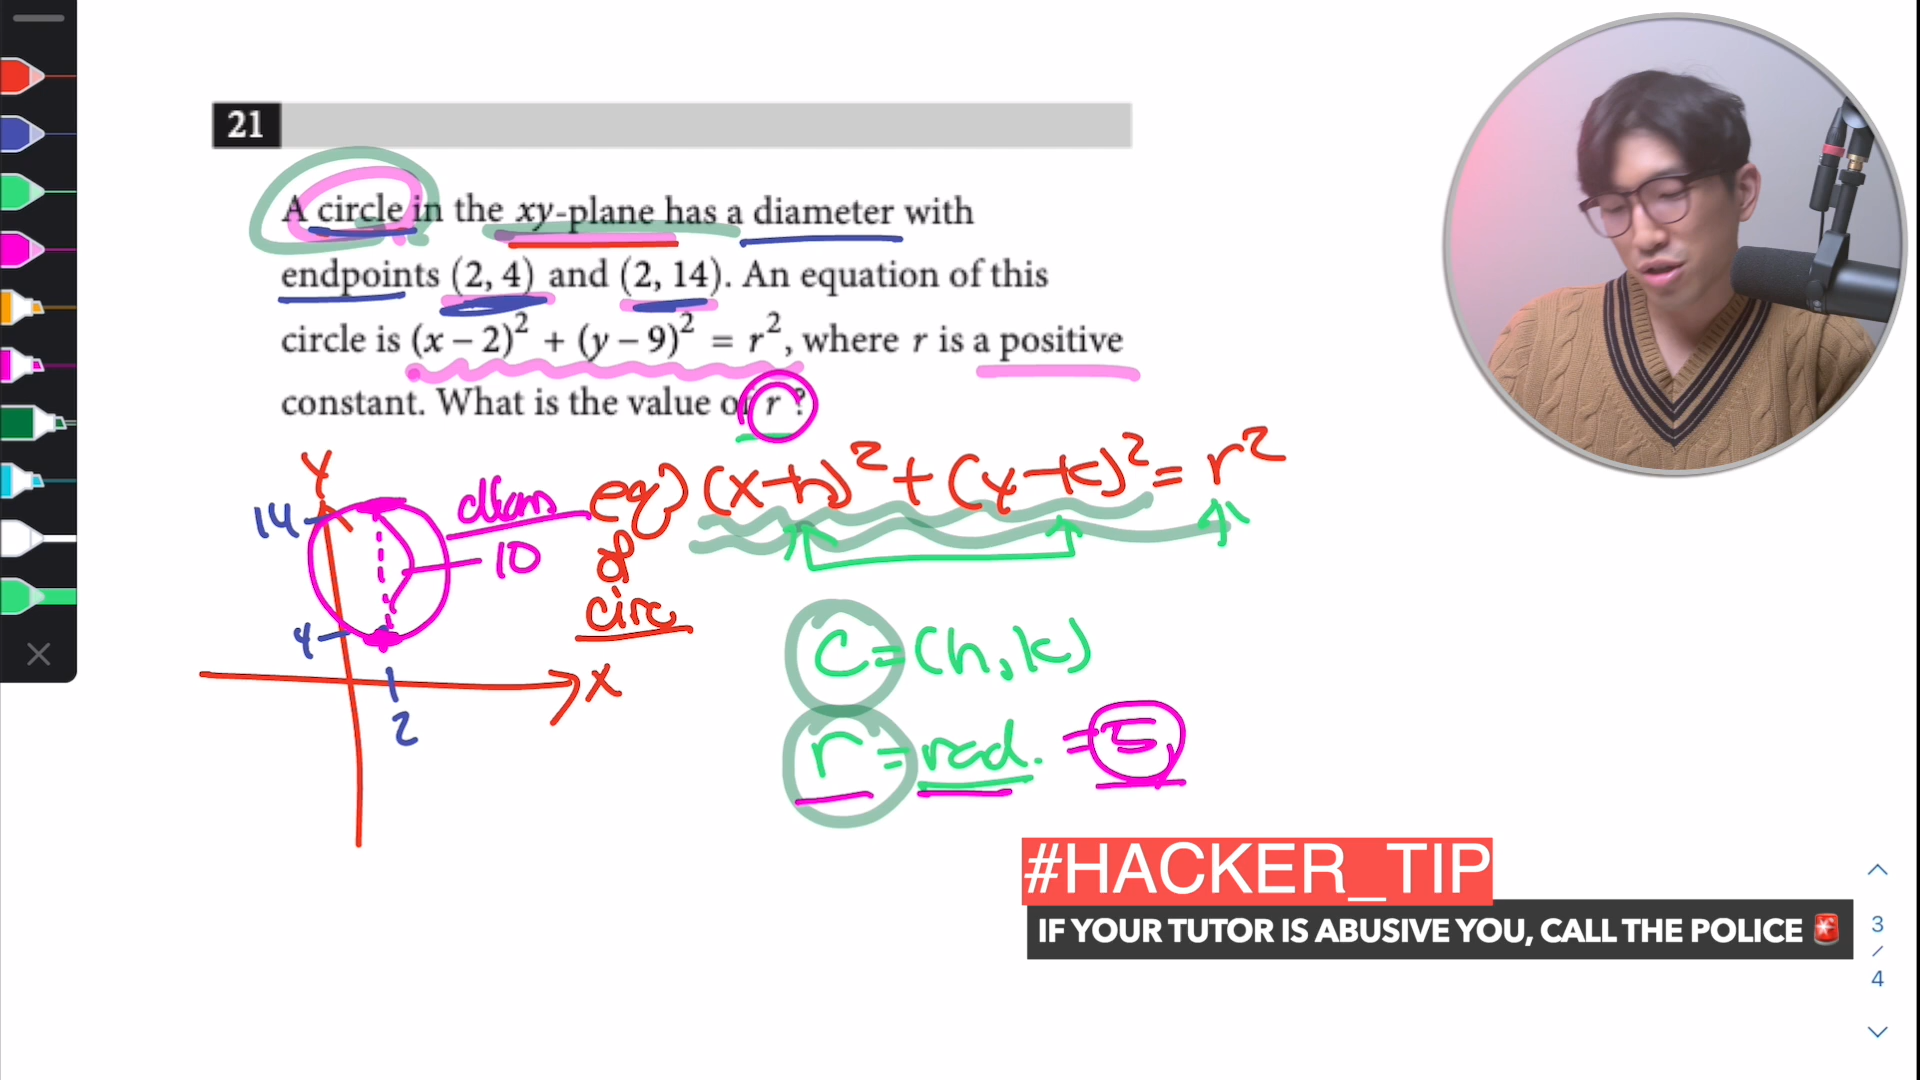 21
A circle in the xy-plane has a diameter with
endpoints (2, 4) and (2, 14). An equation of this
circle is (x – 2)² + (y – 9)² = r², where r is a positive
constant. What is the value of r ?
Y
14
diam
10
4
2
X
eq) (x-h)² + (y-k)² = r²
of
circ
C = (h, k)
r = rad. = 5
#HACKER_TIP
IF YOUR TUTOR IS ABUSIVE YOU, CALL THE POLICE 🚨
3
/
4